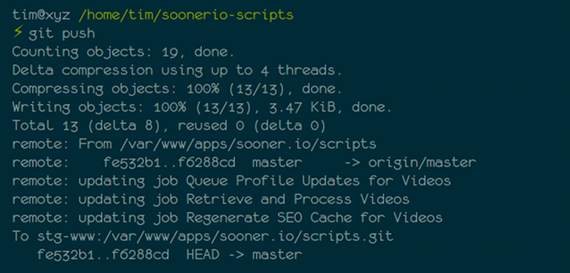 tim@xyz /home/tim/soonerio-scripts
⚡ git push
Counting objects: 19, done.
Delta compression using up to 4 threads.
Compressing objects: 100% (13/13), done.
Writing objects: 100% (13/13), 3.47 KiB, done.
Total 13 (delta 8), reused 0 (delta 0)
remote: From /var/www/apps/sooner.io/scripts
remote:    fe532b1..f6288cd  master     -> origin/master
remote: updating job Queue Profile Updates for Videos
remote: updating job Retrieve and Process Videos
remote: updating job Regenerate SEO Cache for Videos
To stg-www:/var/www/apps/sooner.io/scripts.git
   fe532b1..f6288cd  HEAD -> master